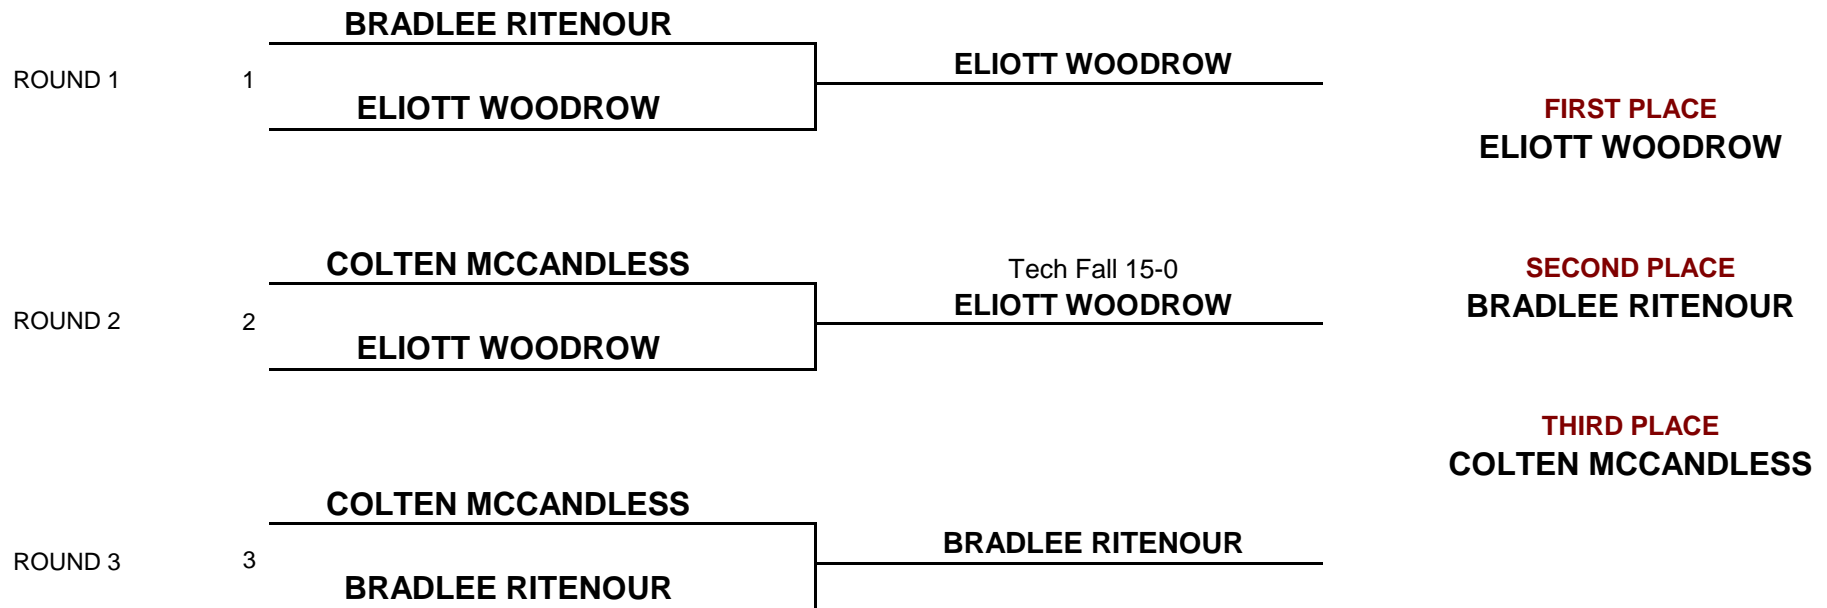 BRADLEE RITENOUR
ROUND 1
1
ELIOTT WOODROW
ELIOTT WOODROW
FIRST PLACE
ELIOTT WOODROW
COLTEN MCCANDLESS
ROUND 2
2
ELIOTT WOODROW
Tech Fall 15-0
ELIOTT WOODROW
SECOND PLACE
BRADLEE RITENOUR
THIRD PLACE
COLTEN MCCANDLESS
COLTEN MCCANDLESS
ROUND 3
3
BRADLEE RITENOUR
BRADLEE RITENOUR